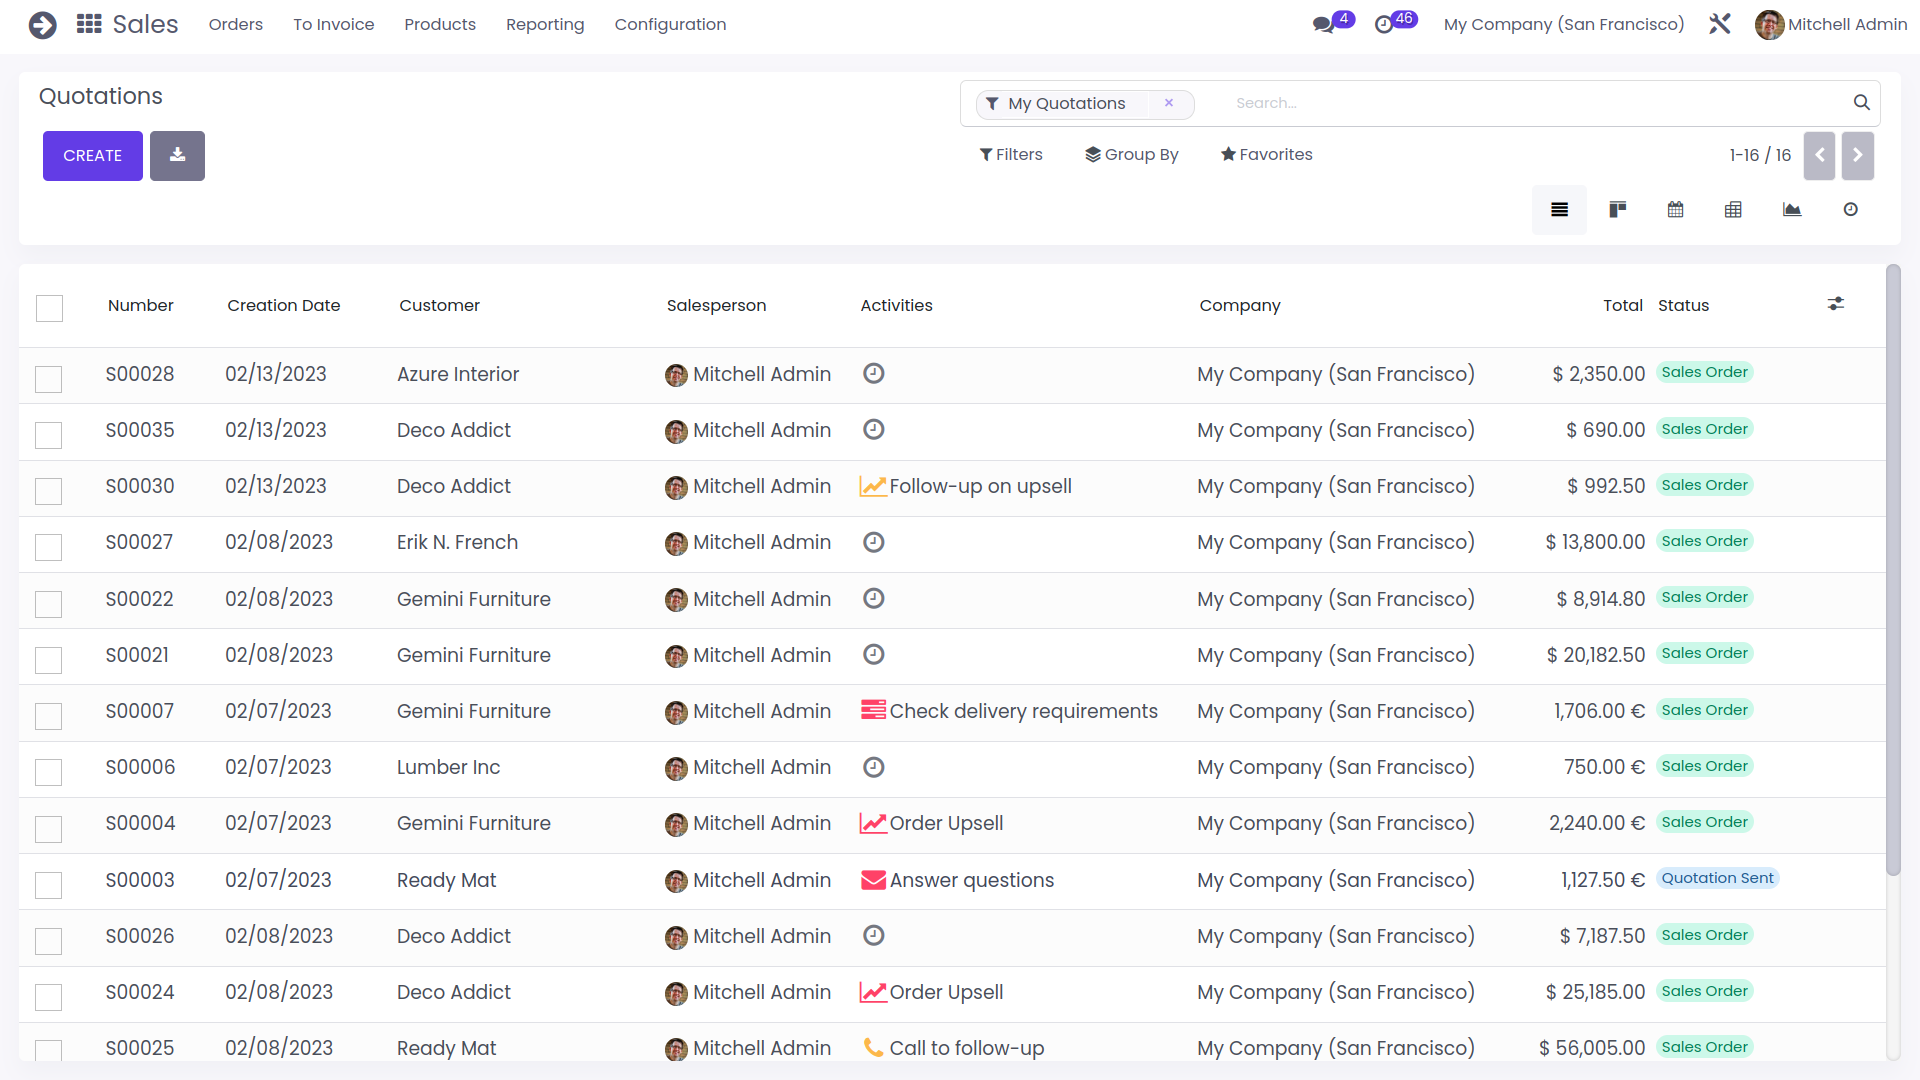 Sales Orders To Invoice Products Reporting Configuration 4 46 My Company (San Francisco) Mitchell Admin
Quotations
My Quotations × Search...
CREATE
Filters Group By Favorites 1-16 / 16
Number Creation Date Customer Salesperson Activities Company Total Status
S00028 02/13/2023 Azure Interior Mitchell Admin My Company (San Francisco) $ 2,350.00 Sales Order
S00035 02/13/2023 Deco Addict Mitchell Admin My Company (San Francisco) $ 690.00 Sales Order
S00030 02/13/2023 Deco Addict Mitchell Admin Follow-up on upsell My Company (San Francisco) $ 992.50 Sales Order
S00027 02/08/2023 Erik N. French Mitchell Admin My Company (San Francisco) $ 13,800.00 Sales Order
S00022 02/08/2023 Gemini Furniture Mitchell Admin My Company (San Francisco) $ 8,914.80 Sales Order
S00021 02/08/2023 Gemini Furniture Mitchell Admin My Company (San Francisco) $ 20,182.50 Sales Order
S00007 02/07/2023 Gemini Furniture Mitchell Admin Check delivery requirements My Company (San Francisco) 1,706.00 € Sales Order
S00006 02/07/2023 Lumber Inc Mitchell Admin My Company (San Francisco) 750.00 € Sales Order
S00004 02/07/2023 Gemini Furniture Mitchell Admin Order Upsell My Company (San Francisco) 2,240.00 € Sales Order
S00003 02/07/2023 Ready Mat Mitchell Admin Answer questions My Company (San Francisco) 1,127.50 € Quotation Sent
S00026 02/08/2023 Deco Addict Mitchell Admin My Company (San Francisco) $ 7,187.50 Sales Order
S00024 02/08/2023 Deco Addict Mitchell Admin Order Upsell My Company (San Francisco) $ 25,185.00 Sales Order
S00025 02/08/2023 Ready Mat Mitchell Admin Call to follow-up My Company (San Francisco) $ 56,005.00 Sales Order